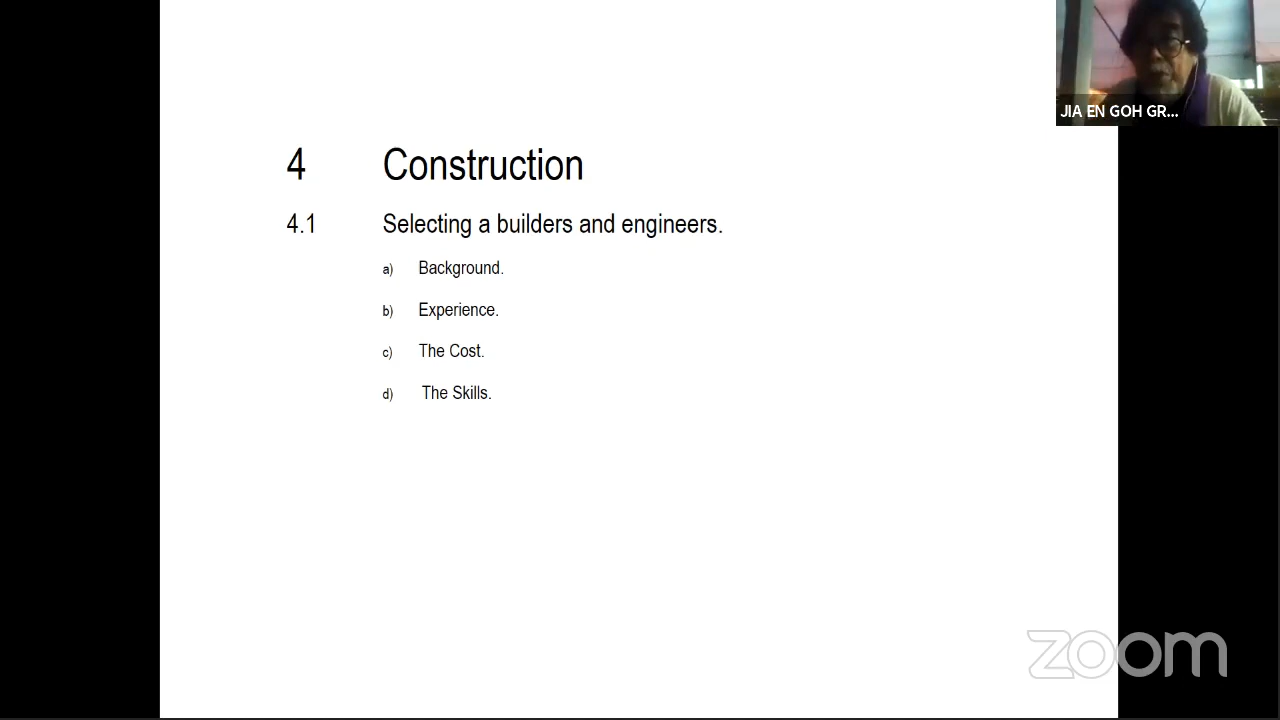 JIA EN GOH GR...
4 Construction
4.1 Selecting a builders and engineers.
a) Background.
b) Experience.
c) The Cost.
d) The Skills.
zoom